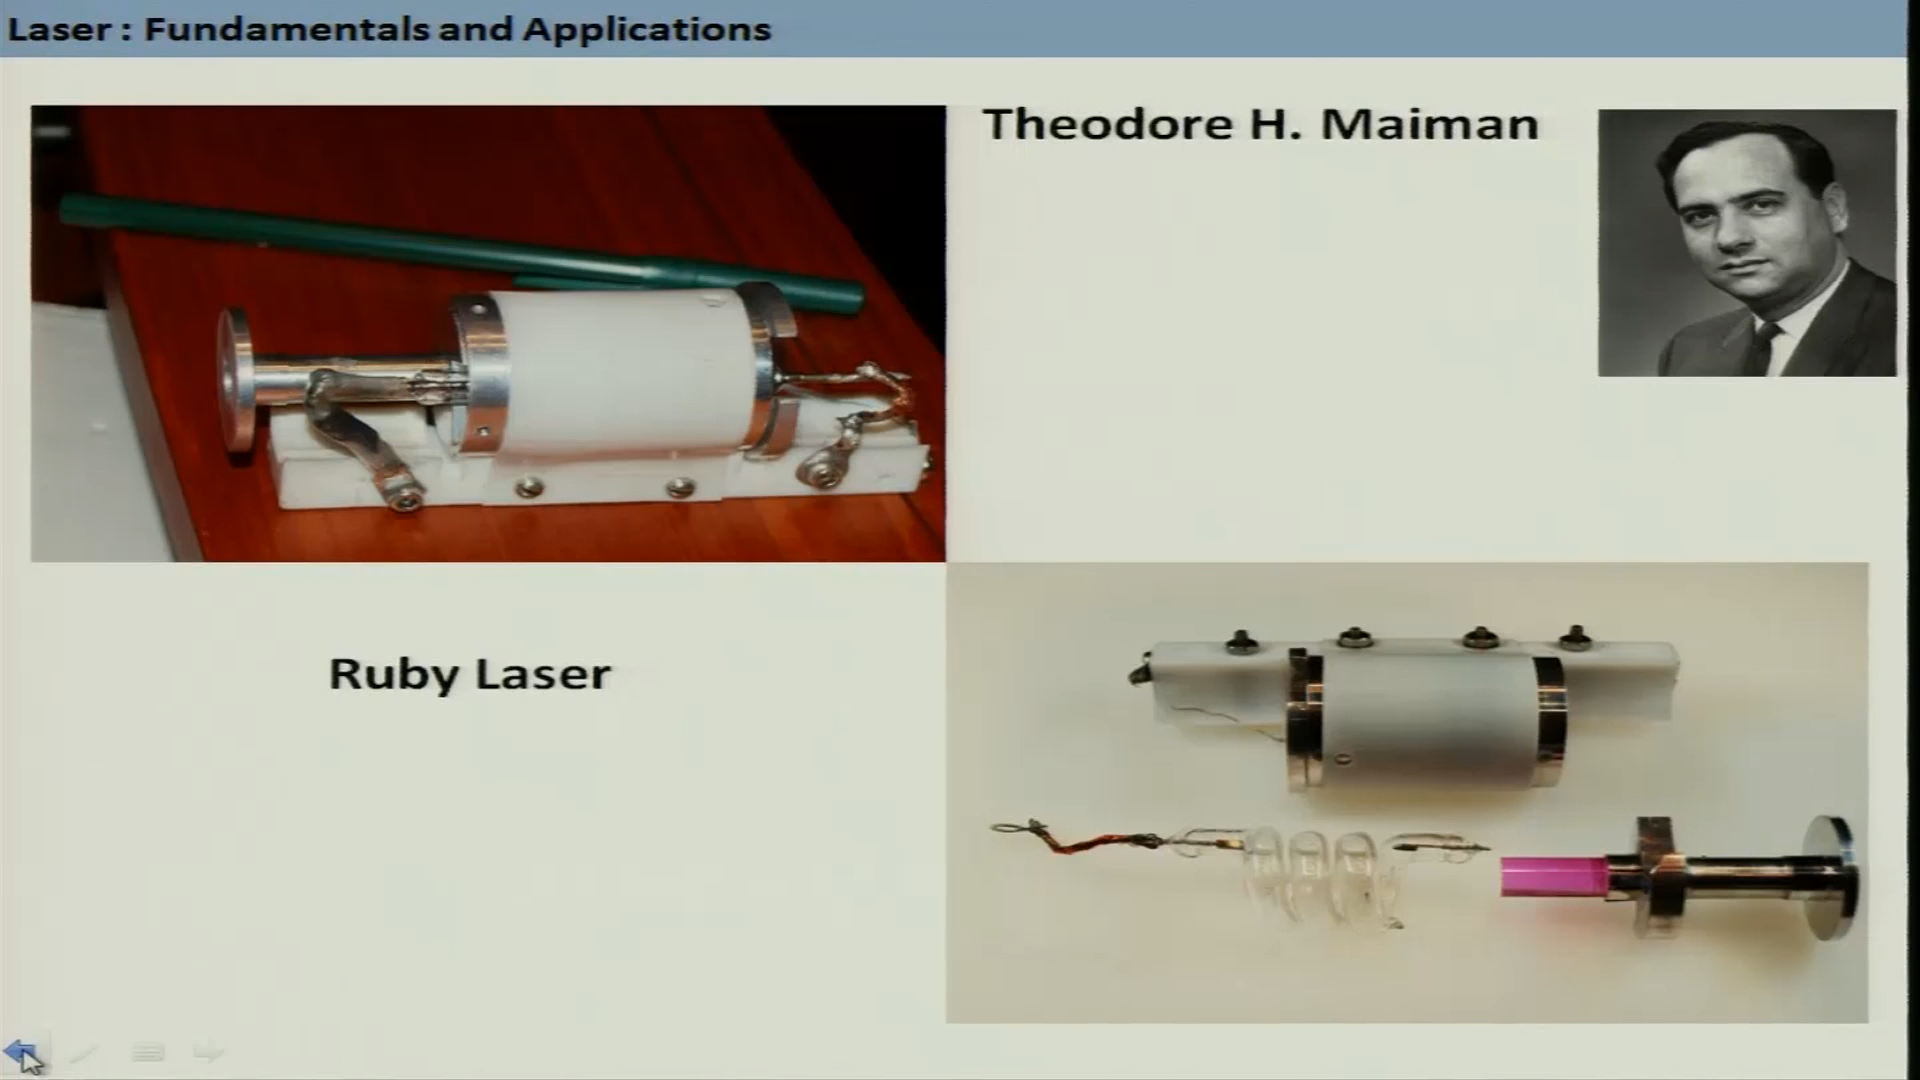 Laser : Fundamentals and Applications
Theodore H. Maiman
Ruby Laser